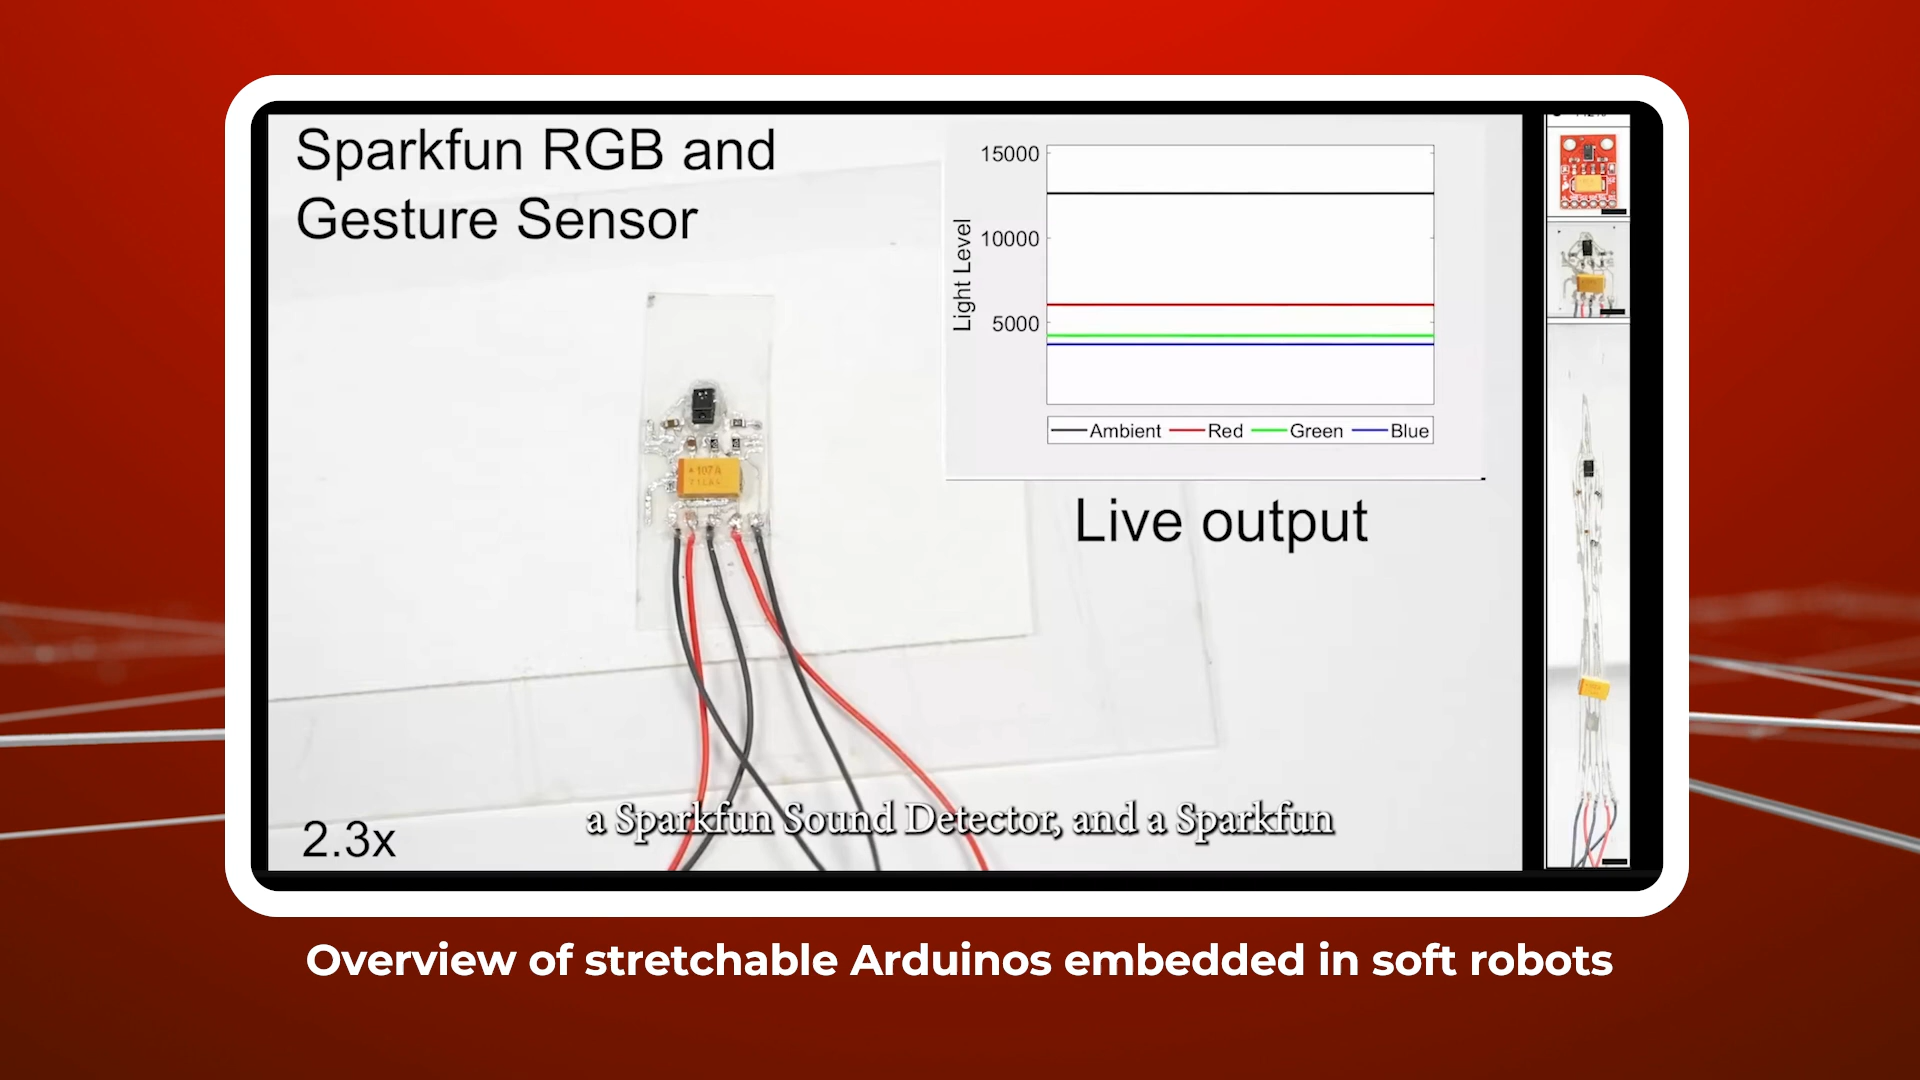 Sparkfun RGB and
Gesture Sensor
15000
10000
5000
Light Level
Ambient Red Green Blue
Live output
107A
2.3x
a Sparkfun Sound Detector, and a Sparkfun
Overview of stretchable Arduinos embedded in soft robots